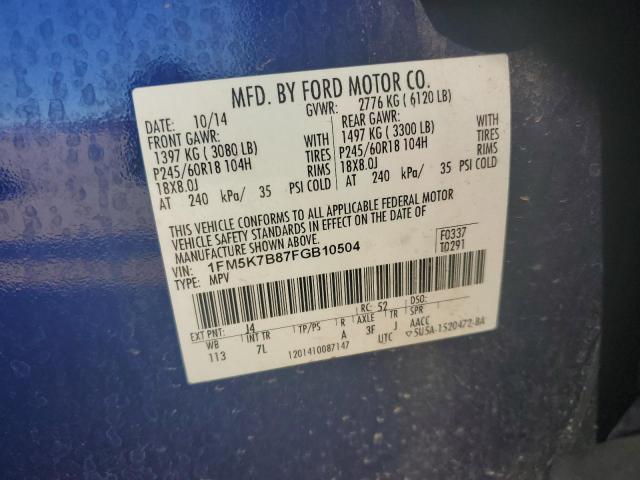 MFD. BY FORD MOTOR CO.
DATE: 10/14 GVWR: 2776 KG (6120 LB)
FRONT GAWR: REAR GAWR:
1397 KG (3080 LB) WITH 1497 KG (3300 LB) WITH
P245/60R18 104H TIRES P245/60R18 104H TIRES
18X8.0J RIMS 18X8.0J RIMS
AT 240 kPa/ 35 PSI COLD AT 240 kPa/ 35 PSI COLD
THIS VEHICLE CONFORMS TO ALL APPLICABLE FEDERAL MOTOR
VEHICLE SAFETY STANDARDS IN EFFECT ON THE DATE OF
MANUFACTURE SHOWN ABOVE.
VIN: 1FM5K7B87FGB10504 F0337
TYPE: MPV T0291
EXT PNT: J4 RC: 52 DSO:
WB INT TR TP/PS R AXLE TR SPR
113 7L A 3F J AACC
1201410087147 UTC 5U5A-1520472-BA